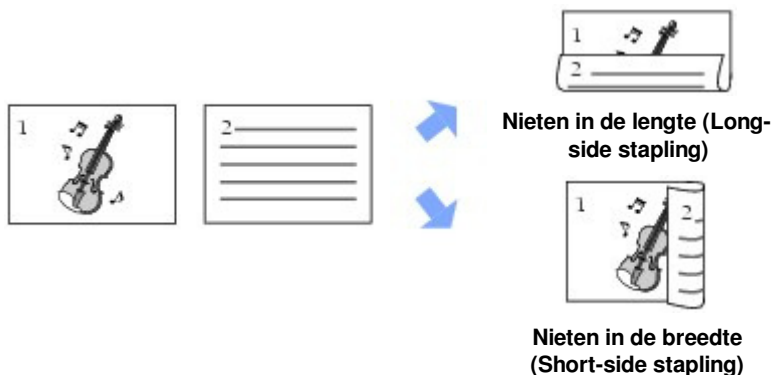 1
2
1
2
Nieten in de lengte (Long-
side stapling)
1
2
Nieten in de breedte
(Short-side stapling)